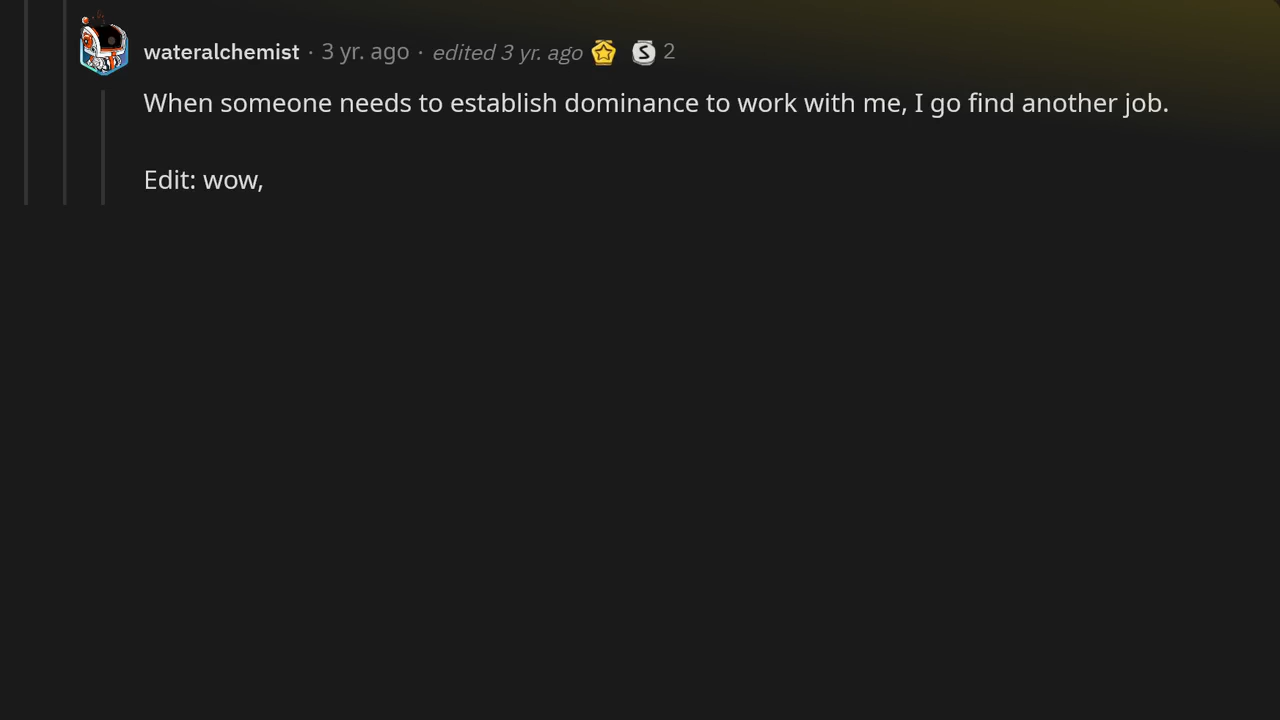 wateralchemist · 3 yr. ago · edited 3 yr. ago S 2
When someone needs to establish dominance to work with me, I go find another job.
Edit: wow,